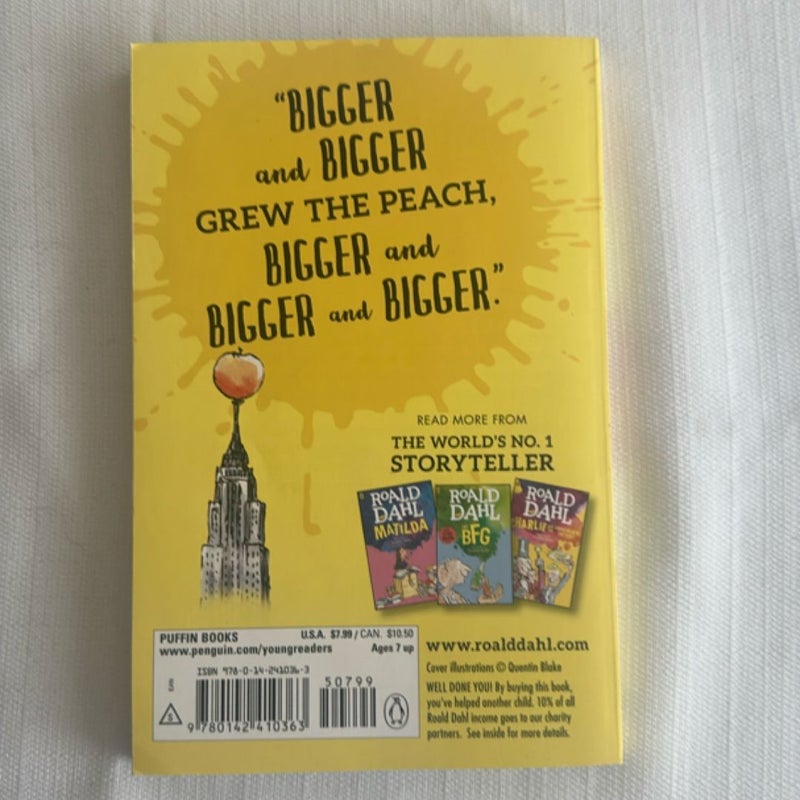 “BIGGER
and BIGGER
GREW THE PEACH,
BIGGER and
BIGGER and BIGGER.”
READ MORE FROM
THE WORLD'S NO. 1
STORYTELLER
ROALD
DAHL
MATILDA
ROALD
DAHL
BFG
ROALD
DAHL
CHARLIE
PUFFIN BOOKS
www.penguin.com/youngreaders
U.S.A. $7.99 / CAN. $10.50
Ages 7 up
ISBN 978-0-14-241036-3
50799
EAN
S
9 780142 410363
www.roalddahl.com
Cover illustrations © Quentin Blake
WELL DONE YOU! By buying this book,
you've helped another child. 10% of all
Roald Dahl income goes to our charity
partners. See inside for more details.